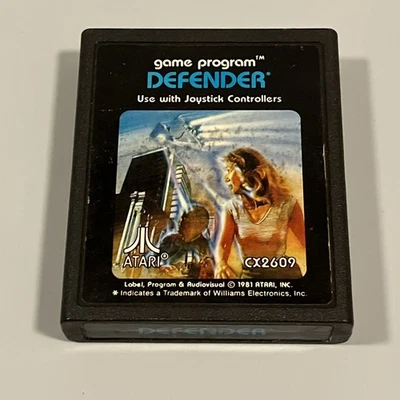 game program™
DEFENDER*
Use with Joystick Controllers
ATARI® CX2609
Label, Program & Audiovisual © 1981 ATARI, INC.
* Indicates a Trademark of Williams Electronics, Inc.
DEFENDER